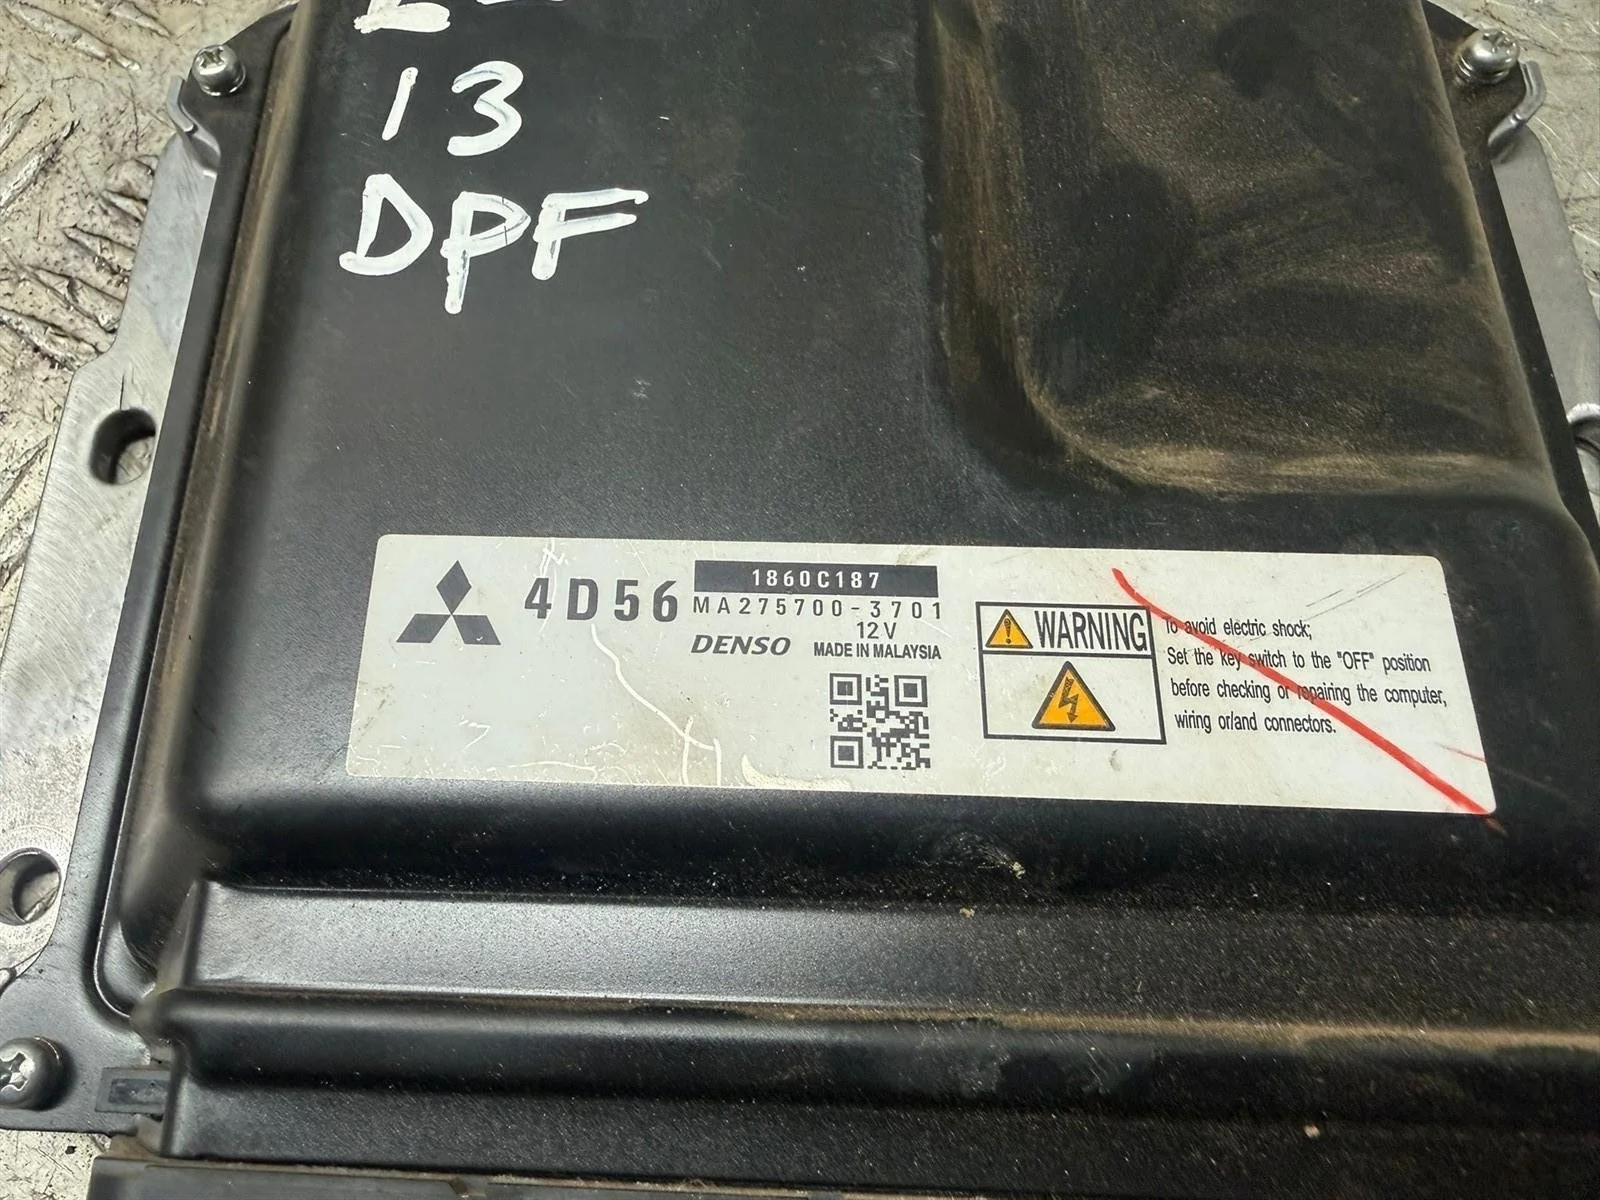 13
DPF
4D56
1860C187
MA275700-3701
12V
DENSO MADE IN MALAYSIA
WARNING
To avoid electric shock;
Set the key switch to the "OFF" position
before checking or repairing the computer,
wiring or/and connectors.